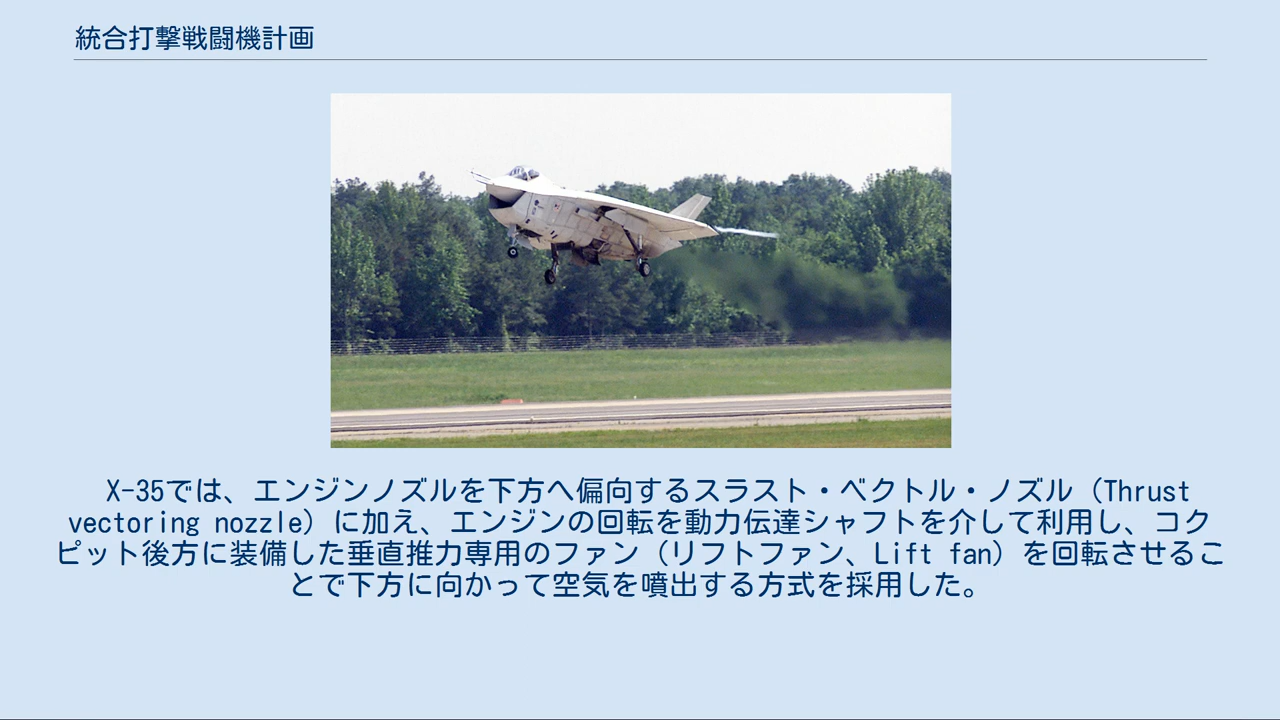 統合打撃戦闘機計画
X-35では、エンジンノズルを下方へ偏向するスラスト・ベクトル・ノズル（Thrust
vectoring nozzle）に加え、エンジンの回転を動力伝達シャフトを介して利用し、コク
ピット後方に装備した垂直推力専用のファン（リフトファン、Lift fan）を回転させるこ
とで下方に向かって空気を噴出する方式を採用した。